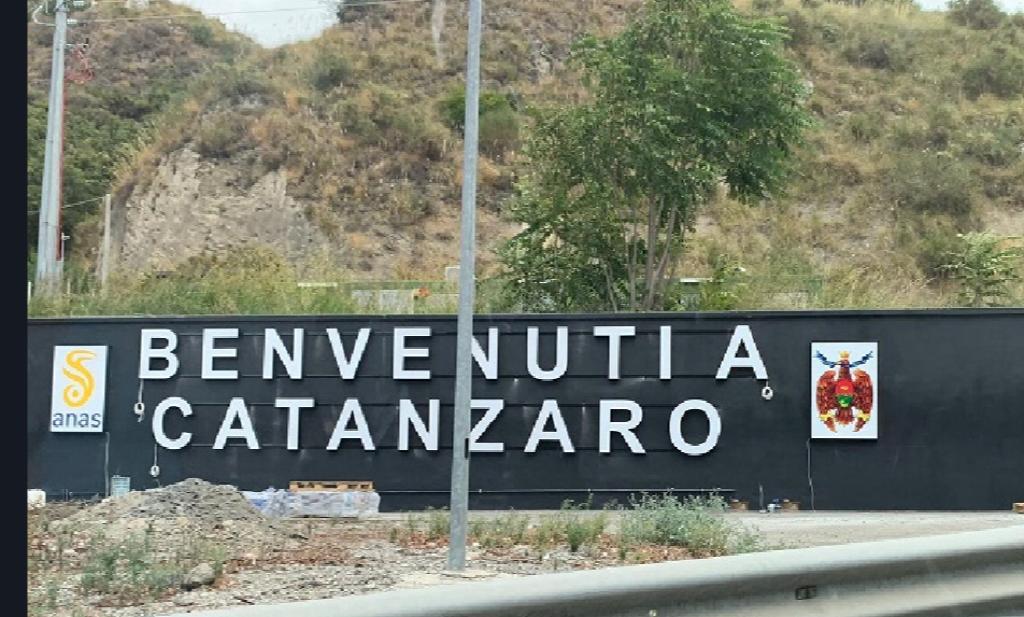 BENVENUTI A
CATANZARO
anas